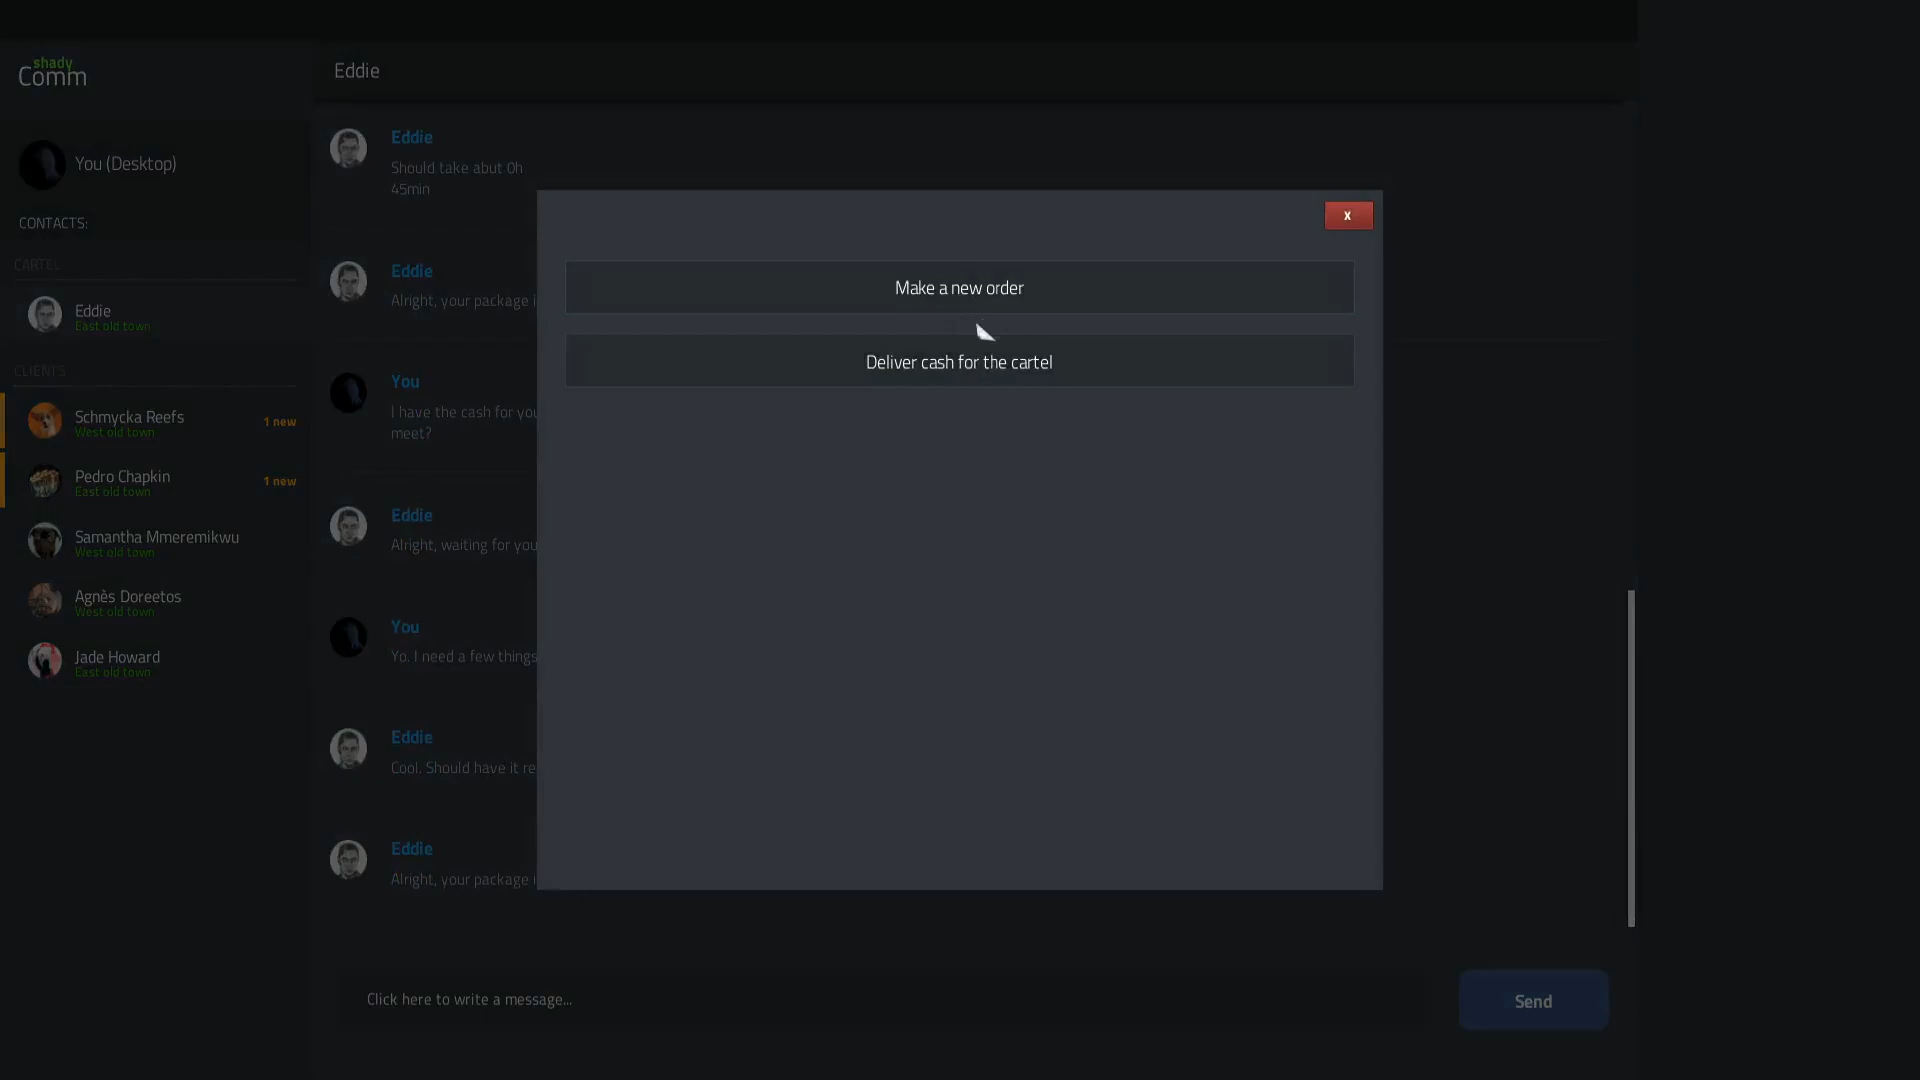 shady
Comm
Eddie
You (Desktop)
CONTACTS:
CARTEL
Eddie
East old town
CLIENTS
Schmycka Reefs
West old town
1 new
Pedro Chapkin
East old town
1 new
Samantha Mmeremikwu
West old town
Agnès Doreetos
West old town
Jade Howard
East old town
Eddie
Should take abut 0h
45min
Eddie
Alright, your package i
You
I have the cash for you
meet?
Eddie
Alright, waiting for you
You
Yo. I need a few things
Eddie
Cool. Should have it re
Eddie
Alright, your package i
x
Make a new order
Deliver cash for the cartel
Click here to write a message...
Send